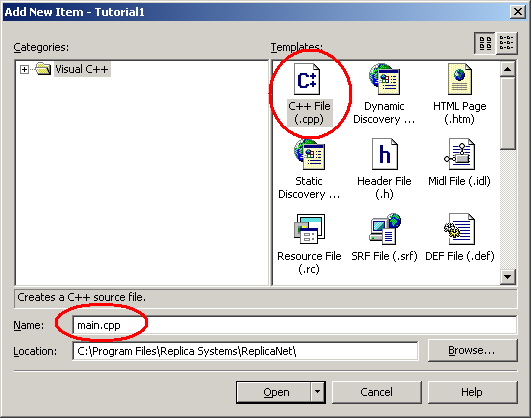 Add New Item - Tutorial1
Categories:
Templates:
Visual C++
C++ File
(.cpp)
Dynamic
Discovery ...
HTML Page
(.htm)
Static
Discovery ...
Header File
(.h)
Midl File (.idl)
Resource File
(.rc)
SRF File (.srf)
DEF File (.def)
Creates a C++ source file.
Name:
main.cpp
Location:
C:\Program Files\Replica Systems\ReplicaNet\
Browse...
Open
Cancel
Help